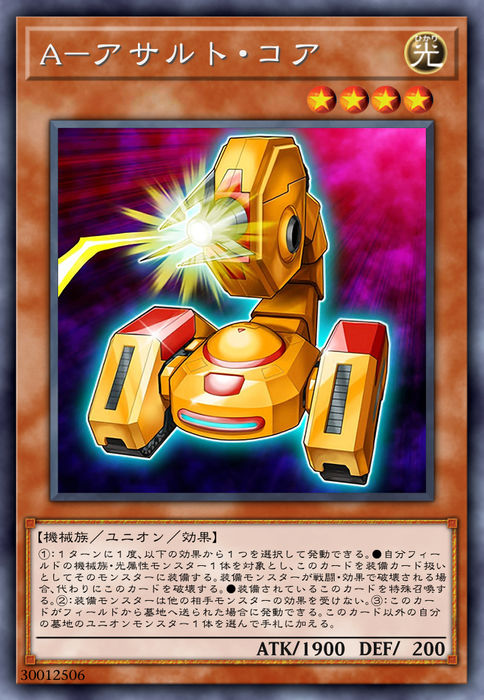 A－アサルト・コア
光
ひかり
【機械族／ユニオン／効果】
①：１ターンに１度、以下の効果から１つを選択して発動できる。●自分フィー
ルドの機械族・光属性モンスター１体を対象とし、このカードを装備カード扱い
としてそのモンスターに装備する。装備モンスターが戦闘・効果で破壊される場
合、代わりにこのカードを破壊する。●装備されているこのカードを特殊召喚す
る。②：装備モンスターは他の相手モンスターの効果を受けない。③：このカー
ドがフィールドから墓地へ送られた場合に発動できる。このカード以外の自分
の墓地のユニオンモンスター１体を選んで手札に加える。
ATK/1900 DEF/ 200
30012506